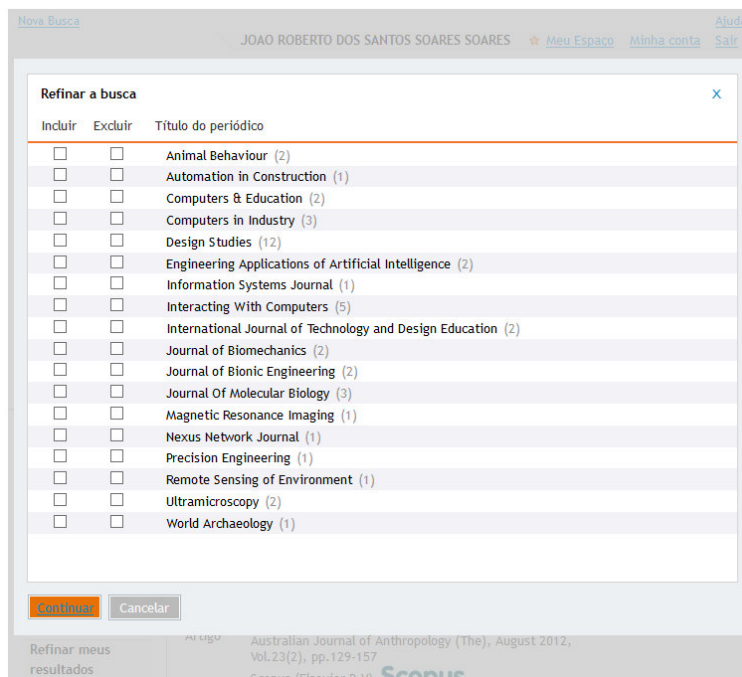 Nova Busca
Ajuda
JOAO ROBERTO DOS SANTOS SOARES SOARES Meu Espaço Minha conta Sair
Refinar a busca X
Incluir Excluir Título do periódico
Animal Behaviour (2)
Automation in Construction (1)
Computers & Education (2)
Computers in Industry (3)
Design Studies (12)
Engineering Applications of Artificial Intelligence (2)
Information Systems Journal (1)
Interacting With Computers (5)
International Journal of Technology and Design Education (2)
Journal of Biomechanics (2)
Journal of Bionic Engineering (2)
Journal Of Molecular Biology (3)
Magnetic Resonance Imaging (1)
Nexus Network Journal (1)
Precision Engineering (1)
Remote Sensing of Environment (1)
Ultramicroscopy (2)
World Archaeology (1)
Continuar Cancelar
Artigo Australian Journal of Anthropology (The), August 2012,
Refinar meus Vol.23(2), pp.129-157
resultados Scopus (Elsevier B.V) Scopus